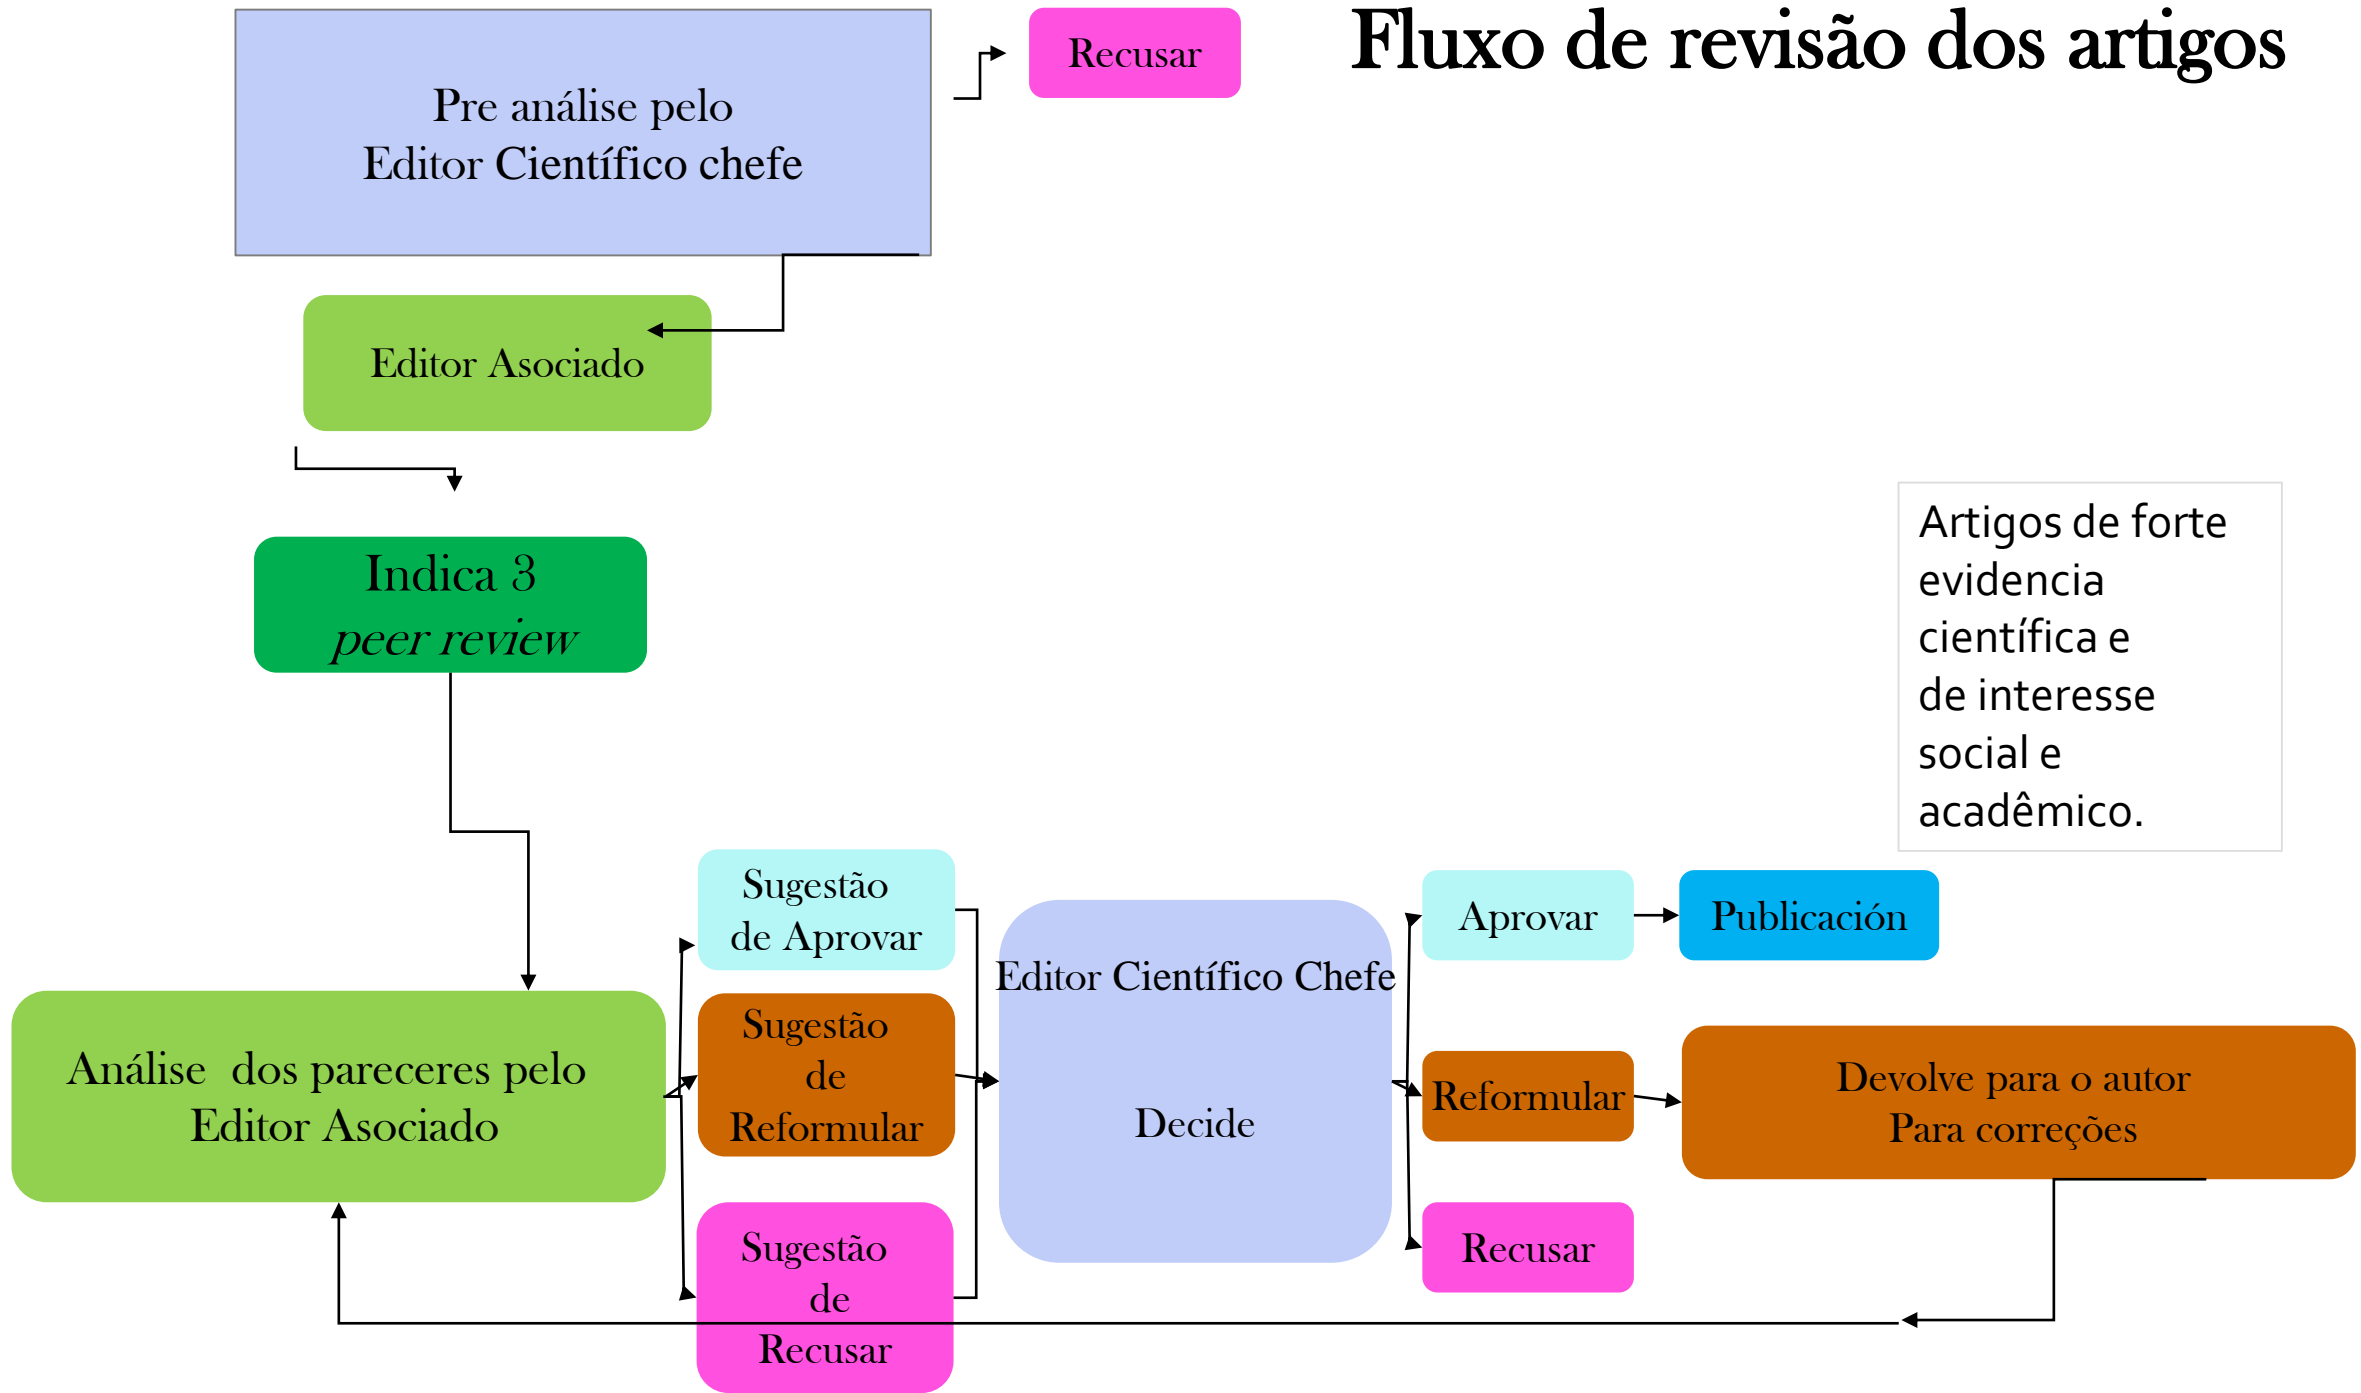 Fluxo de revisão dos artigos
Pre análise pelo
Editor Científico chefe
Recusar
Editor Asociado
Indica 3
peer review
Artigos de forte
evidencia
científica e
de interesse
social e
acadêmico.
Análise dos pareceres pelo
Editor Asociado
Sugestão
de Aprovar
Sugestão
de
Reformular
Sugestão
de
Recusar
Editor Científico Chefe
Decide
Aprovar
Publicación
Reformular
Devolve para o autor
Para correções
Recusar